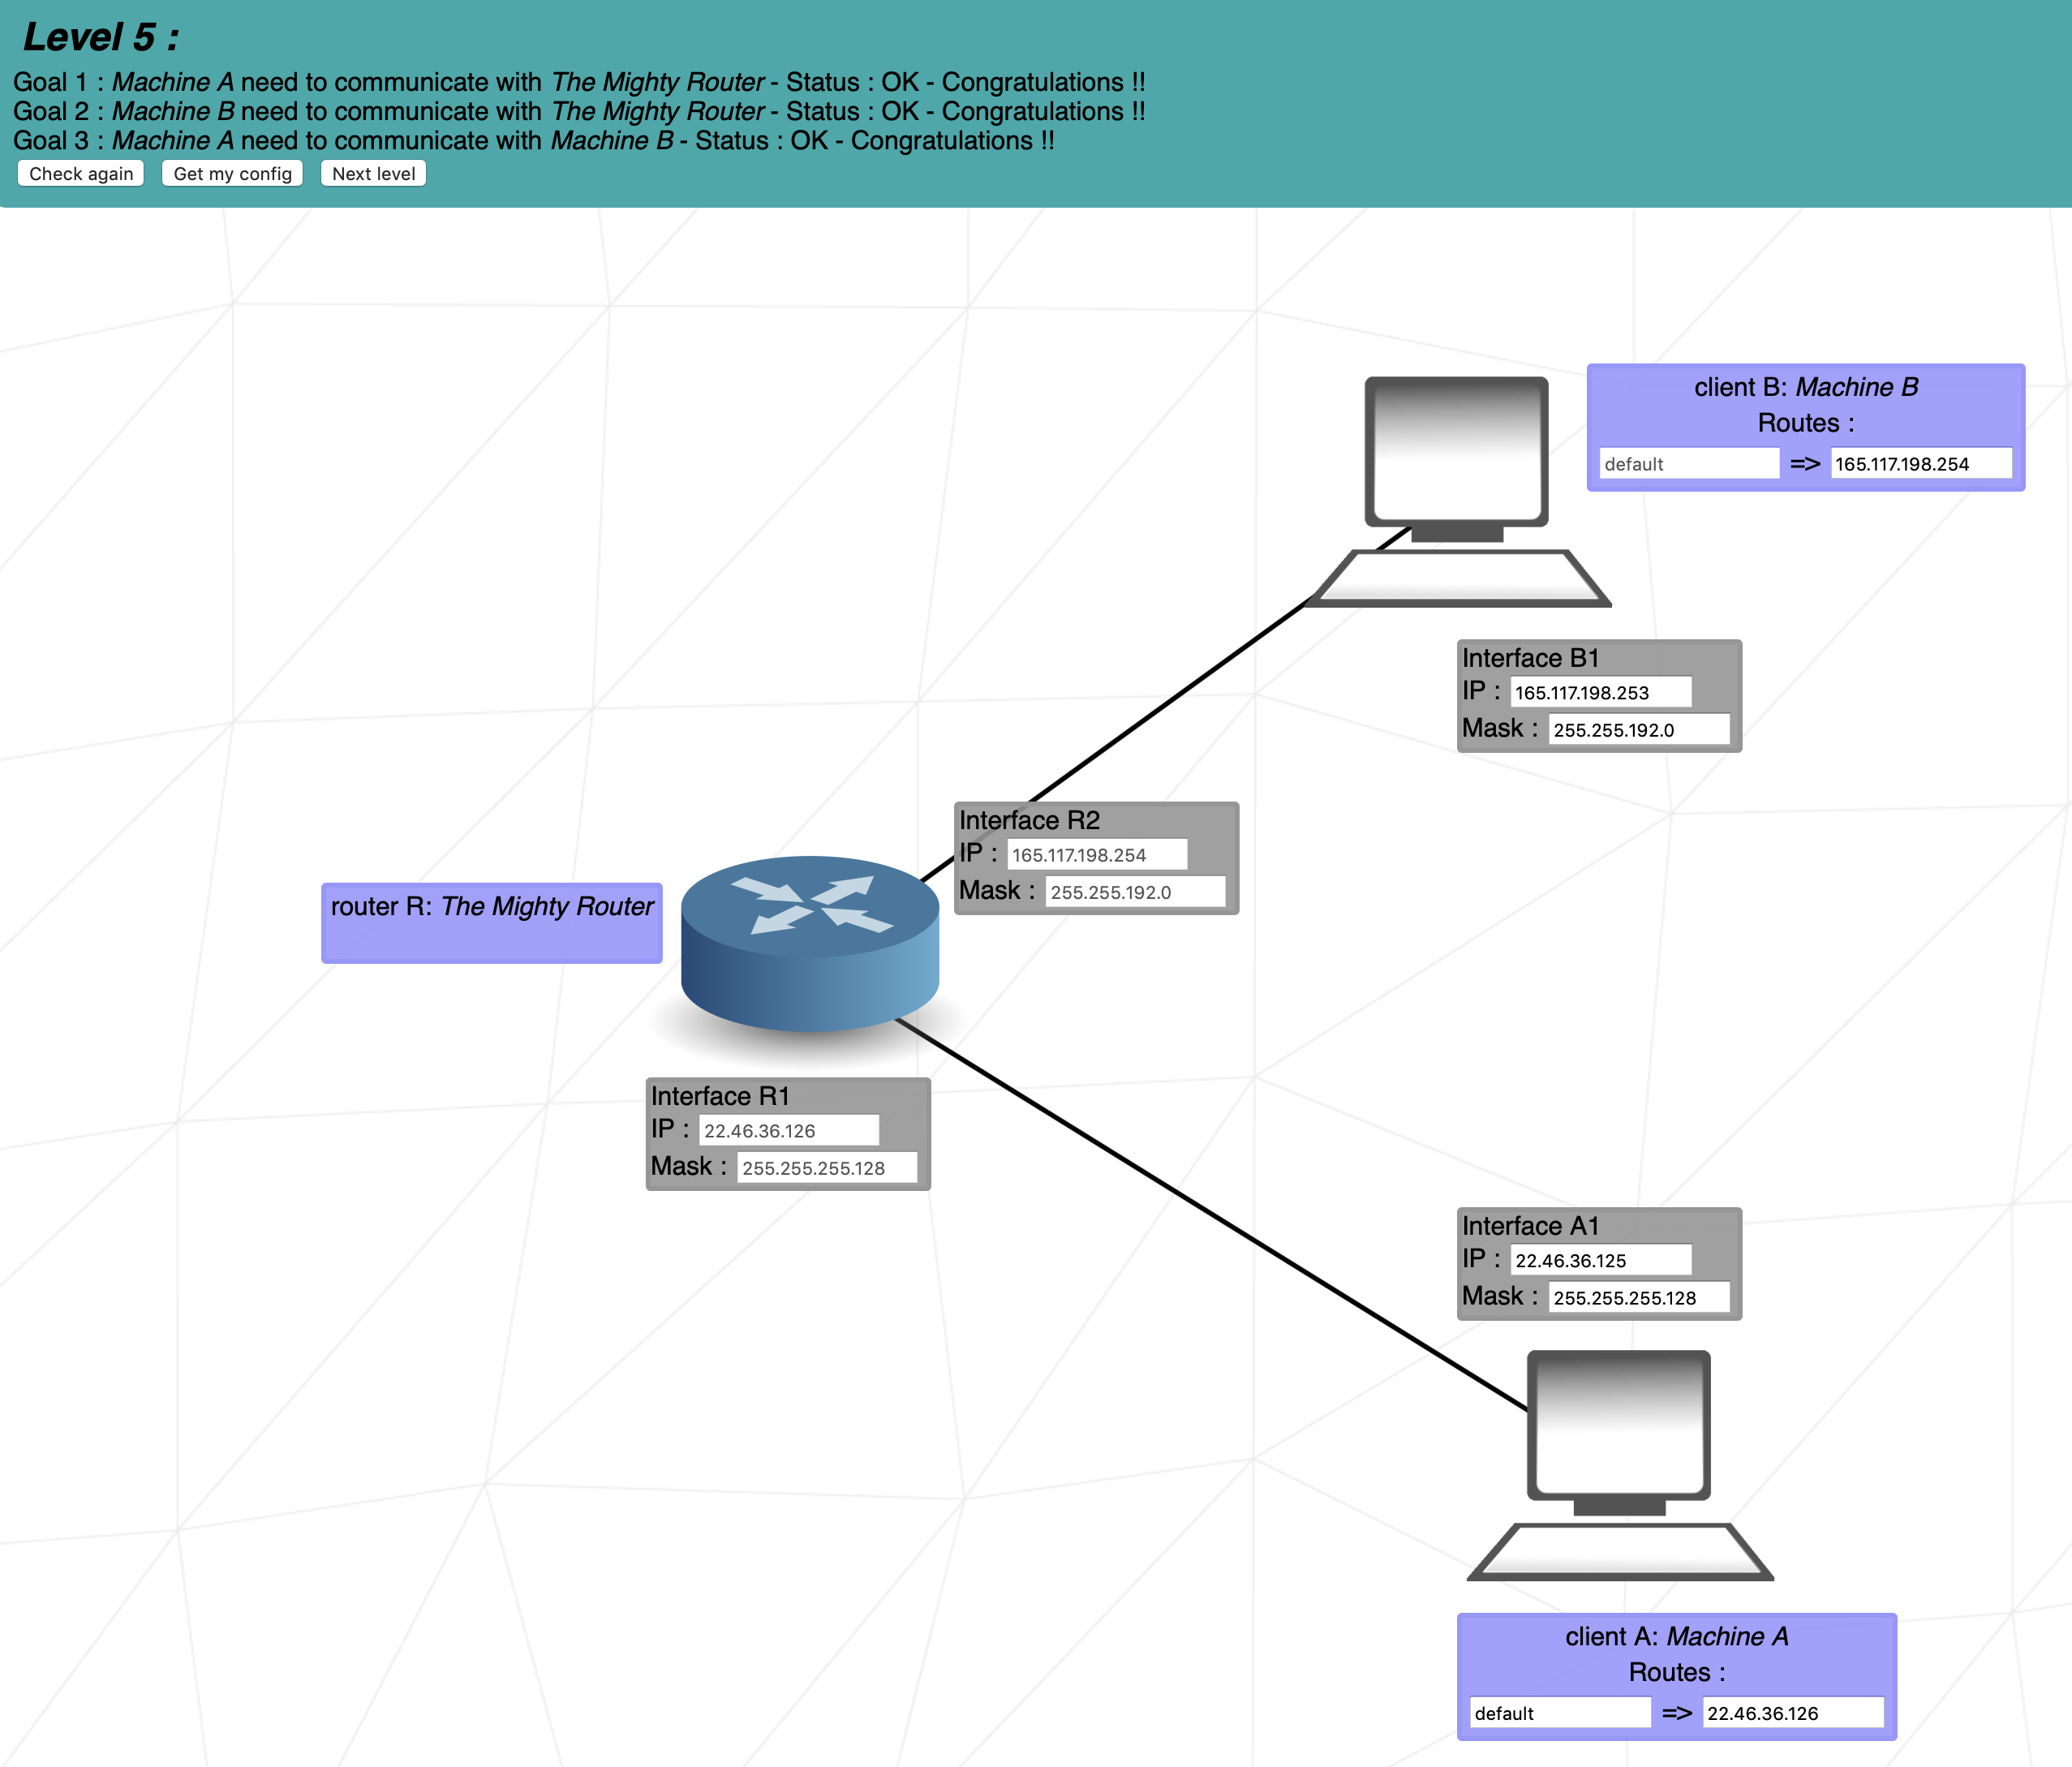 Level 5 :
Goal 1 : Machine A need to communicate with The Mighty Router - Status : OK - Congratulations !!
Goal 2 : Machine B need to communicate with The Mighty Router - Status : OK - Congratulations !!
Goal 3 : Machine A need to communicate with Machine B - Status : OK - Congratulations !!
Check again Get my config Next level
client B: Machine B
Routes :
default => 165.117.198.254
Interface B1
IP : 165.117.198.253
Mask : 255.255.192.0
Interface R2
IP : 165.117.198.254
Mask : 255.255.192.0
router R: The Mighty Router
Interface R1
IP : 22.46.36.126
Mask : 255.255.255.128
Interface A1
IP : 22.46.36.125
Mask : 255.255.255.128
client A: Machine A
Routes :
default => 22.46.36.126